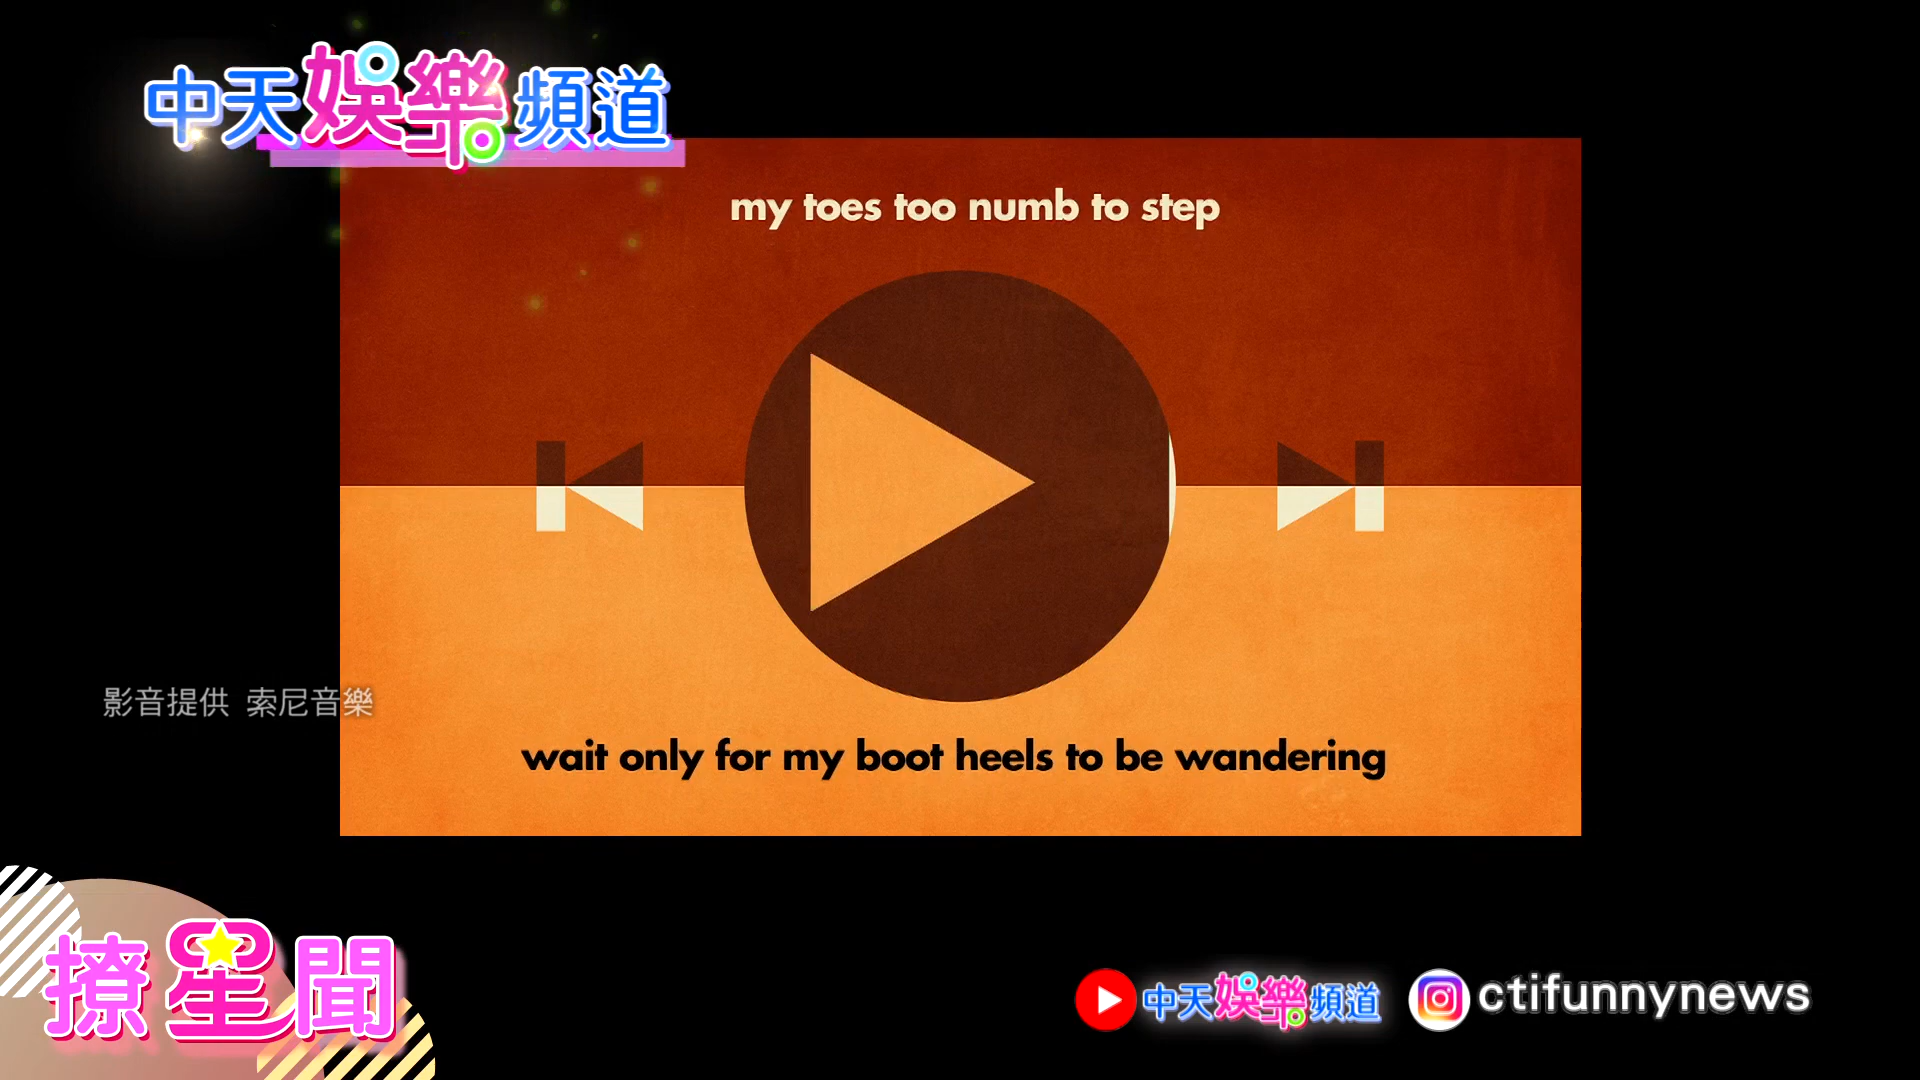 中天娛樂頻道
my toes too numb to step
影音提供 索尼音樂
wait only for my boot heels to be wandering
撩星聞
中天娛樂頻道
ctifunnynews